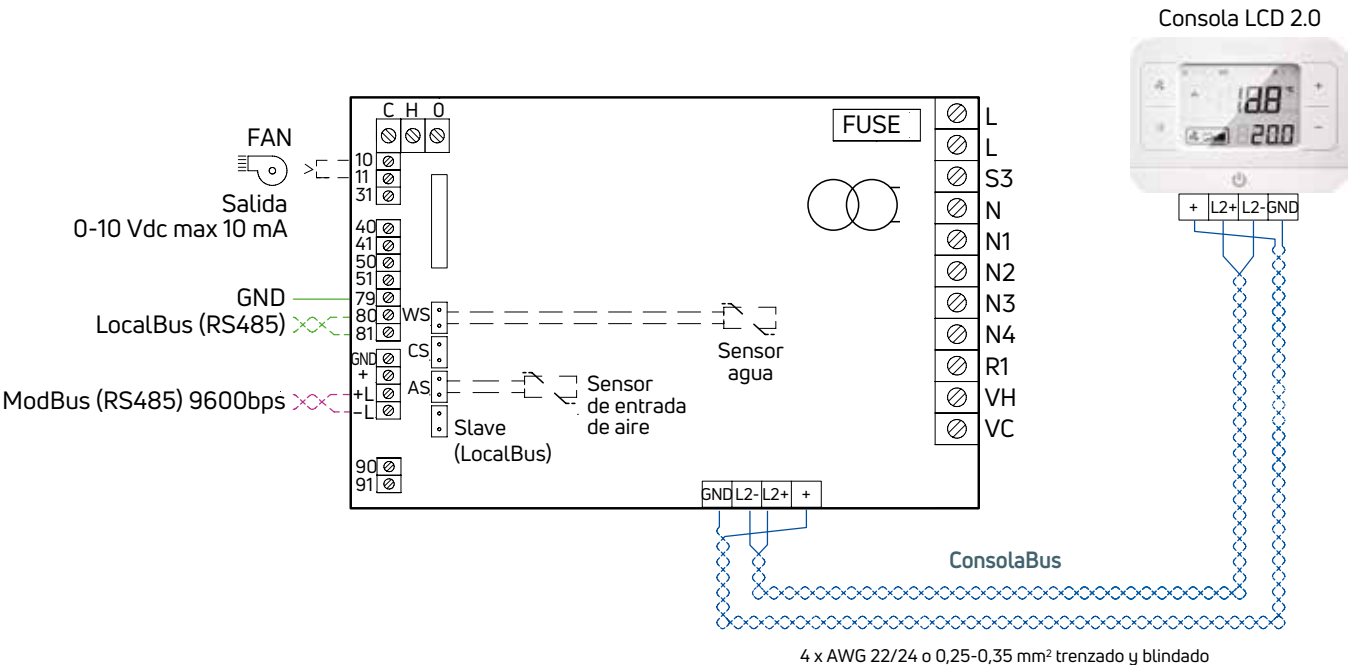 Consola LCD 2.0
18.8 °C
20.0
+
-
+ L2+ L2- GND
C H O
FUSE
FAN
10
11
31
Salida
0-10 Vdc max 10 mA
40
41
50
51
GND
79
LocalBus (RS485)
80
81
WS
CS
AS
GND
+
+L
-L
ModBus (RS485) 9600bps
Sensor
agua
Sensor
de entrada
de aire
Slave
(LocalBus)
90
91
L
L
S3
N
N1
N2
N3
N4
R1
VH
VC
GND L2- L2+ +
ConsolaBus
4 x AWG 22/24 o 0,25-0,35 mm² trenzado y blindado